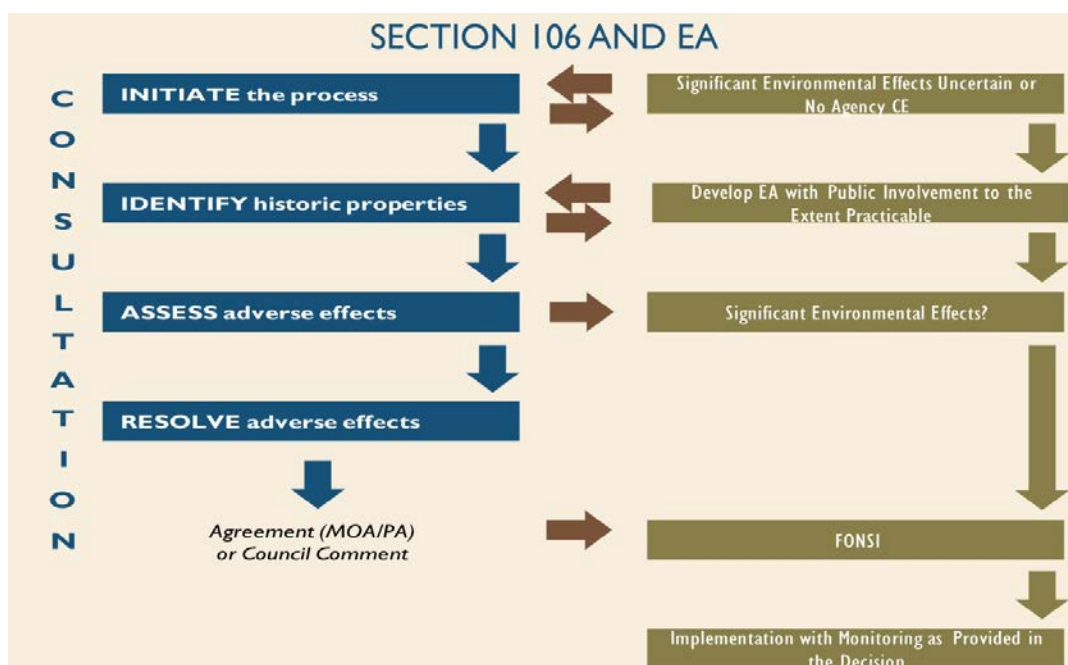 SECTION 106 AND EA
CONSULTATION
INITIATE the process
IDENTIFY historic properties
ASSESS adverse effects
RESOLVE adverse effects
Agreement (MOA/PA)
or Council Comment
Significant Environmental Effects Uncertain or
No Agency CE
Develop EA with Public Involvement to the
Extent Practicable
Significant Environmental Effects?
FONSI
Implementation with Monitoring as Provided in
the Decision